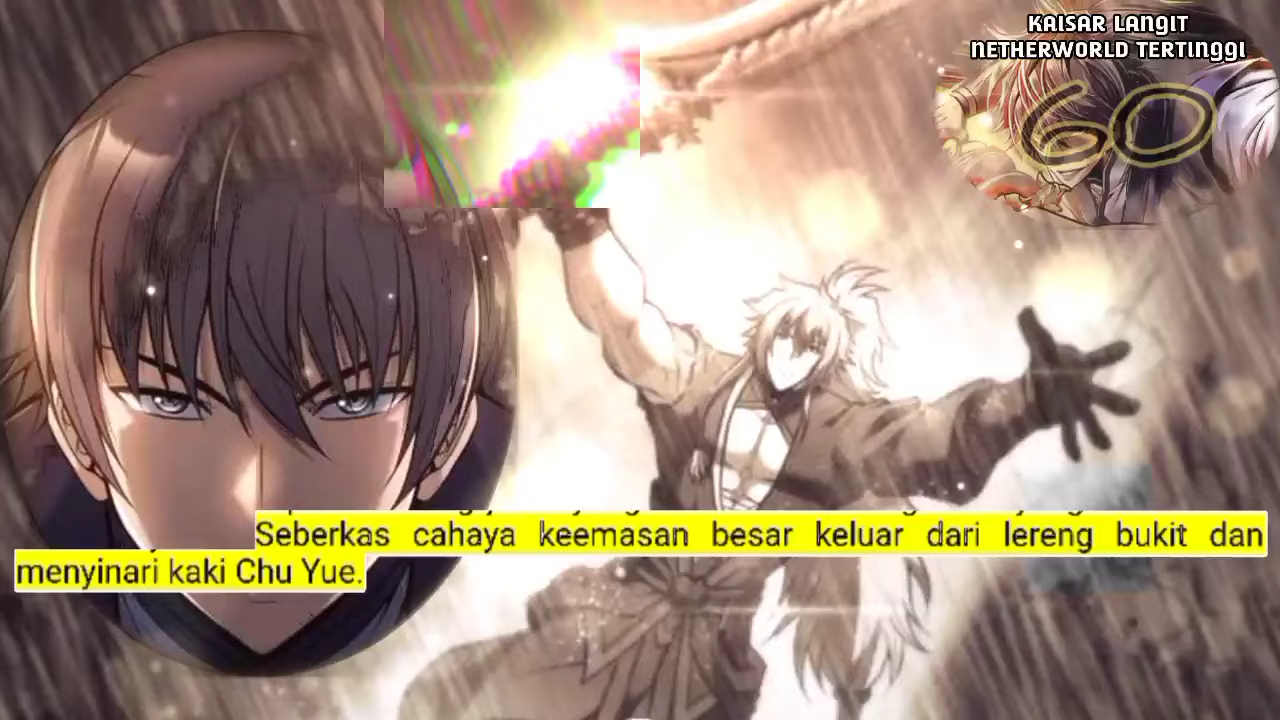 KAISAR LANGIT
NETHERWORLD TERTINGGI
60
Seberkas cahaya keemasan besar keluar dari lereng bukit dan
menyinari kaki Chu Yue.